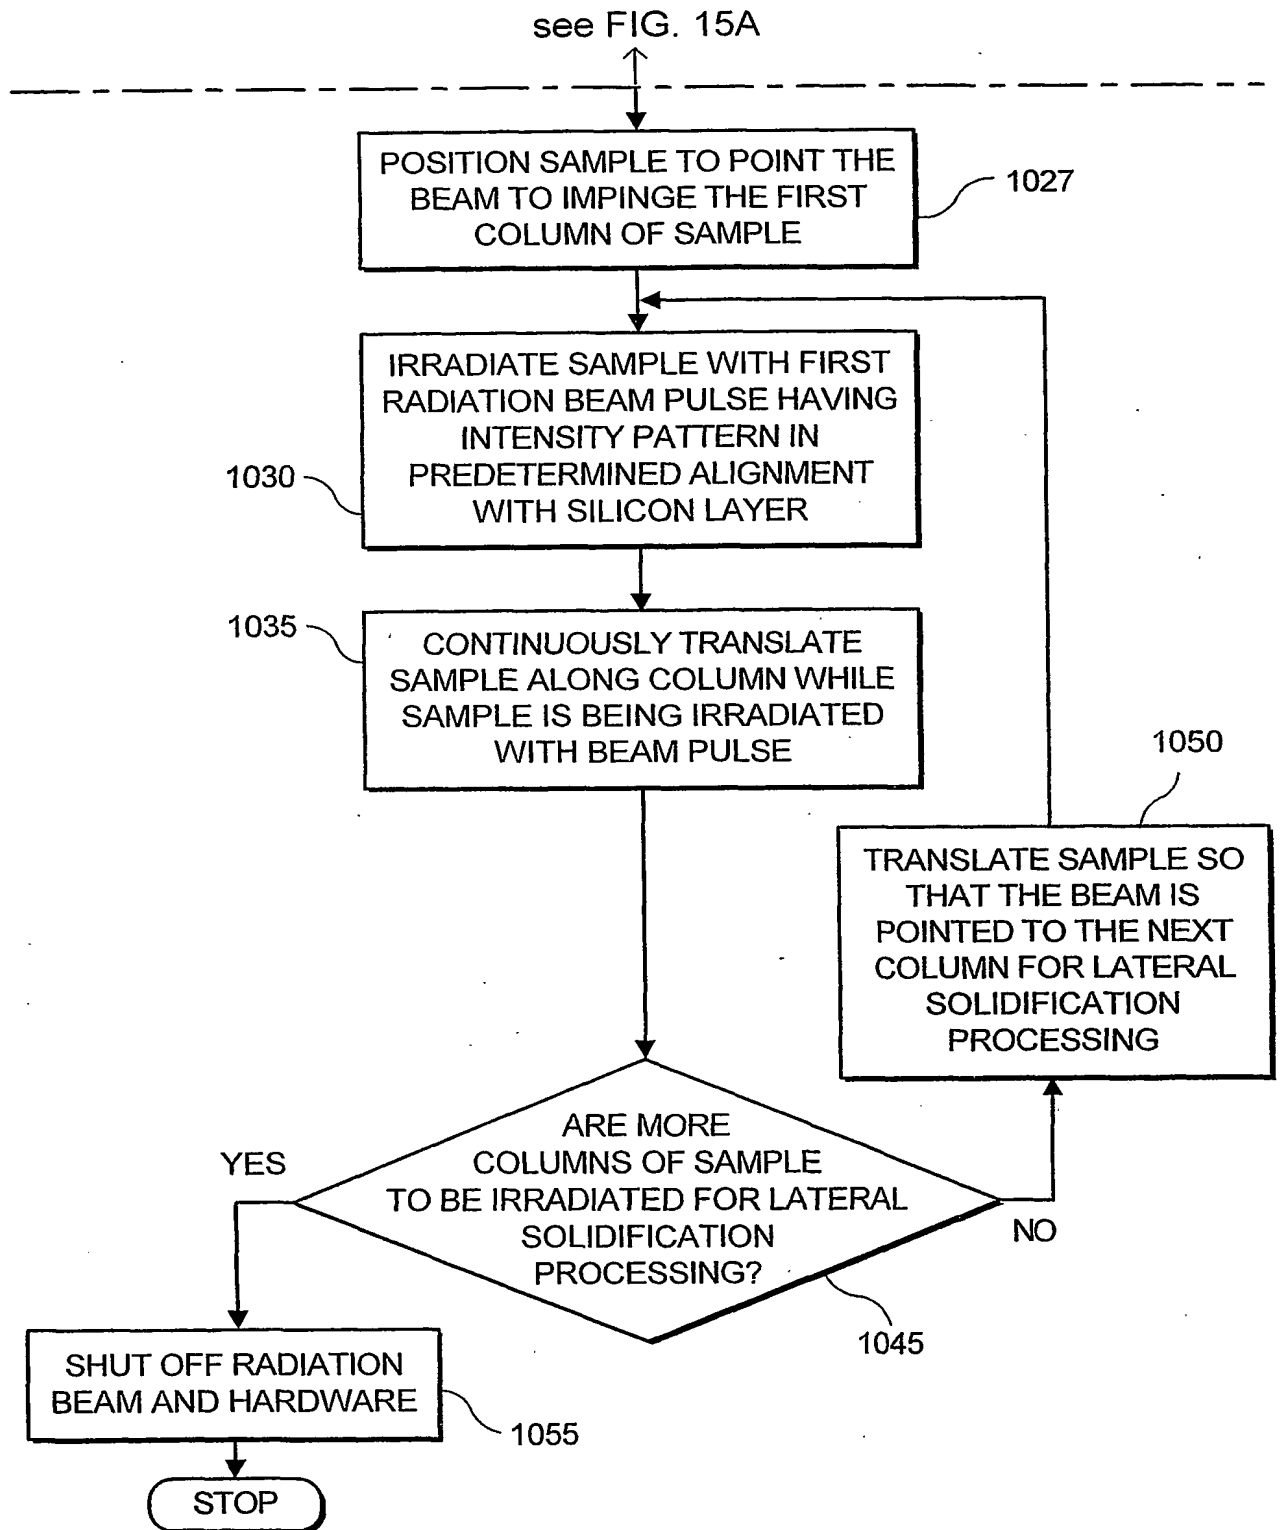 see FIG. 15A
POSITION SAMPLE TO POINT THE
BEAM TO IMPINGE THE FIRST
COLUMN OF SAMPLE
1027
IRRADIATE SAMPLE WITH FIRST
RADIATION BEAM PULSE HAVING
INTENSITY PATTERN IN
PREDETERMINED ALIGNMENT
WITH SILICON LAYER
1030
1035
CONTINUOUSLY TRANSLATE
SAMPLE ALONG COLUMN WHILE
SAMPLE IS BEING IRRADIATED
WITH BEAM PULSE
1050
TRANSLATE SAMPLE SO
THAT THE BEAM IS
POINTED TO THE NEXT
COLUMN FOR LATERAL
SOLIDIFICATION
PROCESSING
ARE MORE
COLUMNS OF SAMPLE
TO BE IRRADIATED FOR LATERAL
SOLIDIFICATION
PROCESSING?
YES
NO
1045
SHUT OFF RADIATION
BEAM AND HARDWARE
1055
STOP